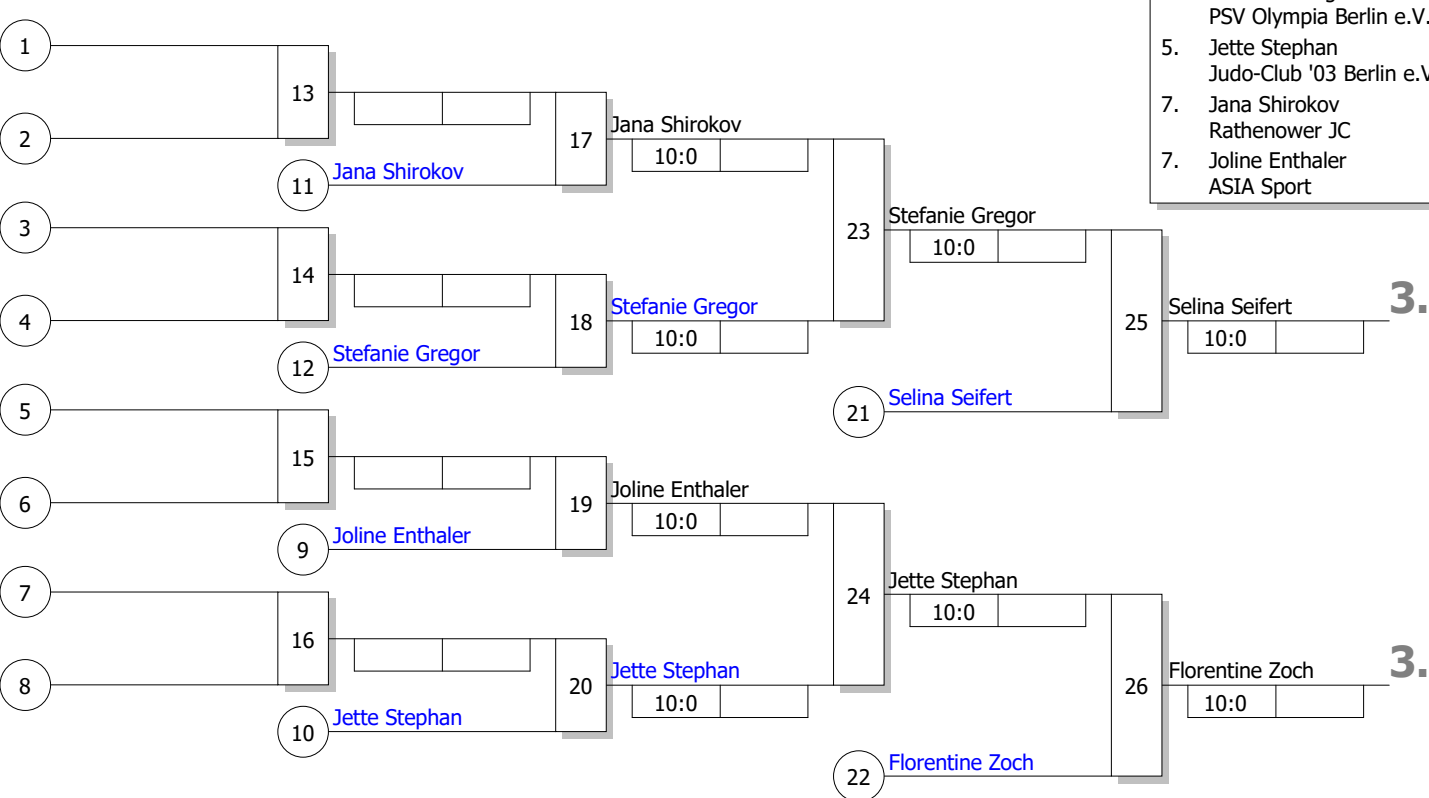 PSV Olympia Berlin e.V.
5. Jette Stephan
Judo-Club '03 Berlin e.V
7. Jana Shirokov
Rathenower JC
7. Joline Enthaler
ASIA Sport
1
13
2
17
Jana Shirokov
10:0
11
Jana Shirokov
3
23
Stefanie Gregor
10:0
14
4
18
Stefanie Gregor
10:0
12
Stefanie Gregor
25
Selina Seifert
10:0
3.
21
Selina Seifert
5
15
6
19
Joline Enthaler
10:0
9
Joline Enthaler
7
24
Jette Stephan
10:0
16
8
20
Jette Stephan
10:0
10
Jette Stephan
26
Florentine Zoch
10:0
3.
22
Florentine Zoch